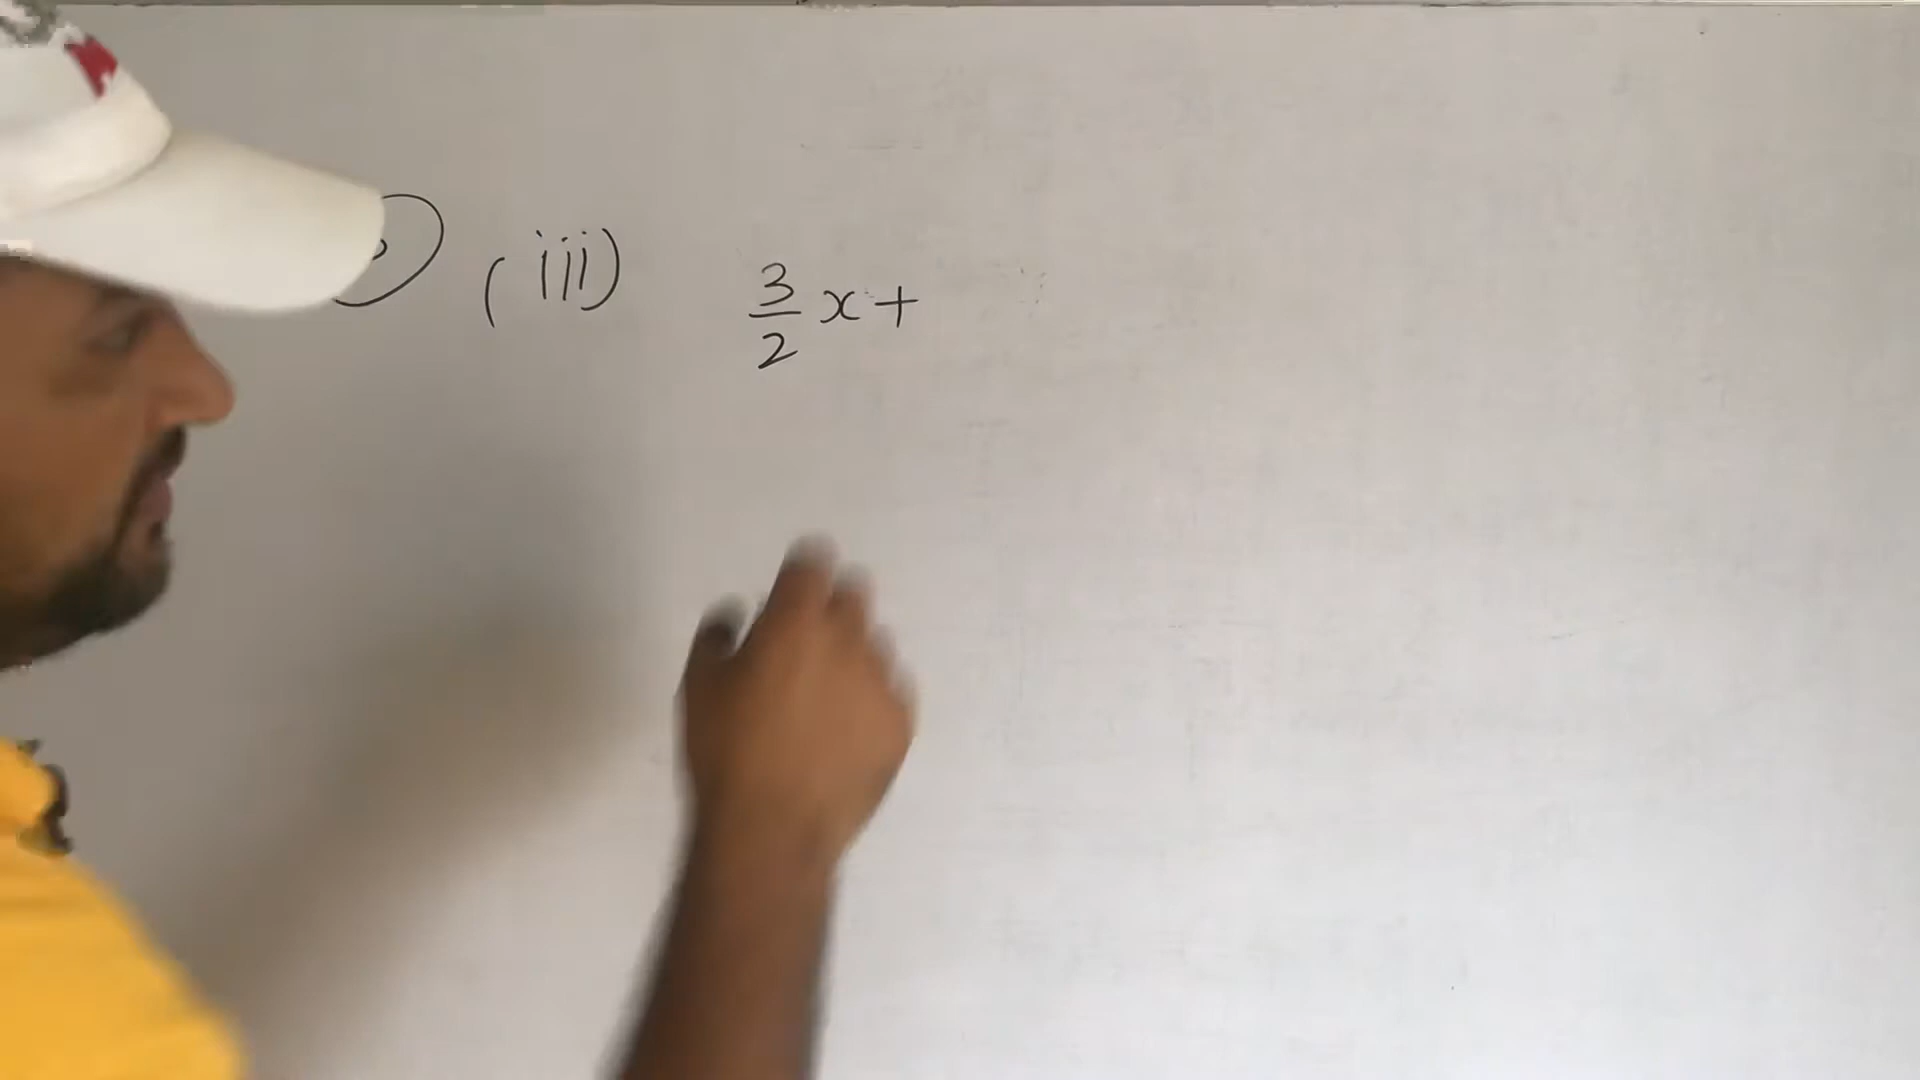 (iii) 3/2 x +